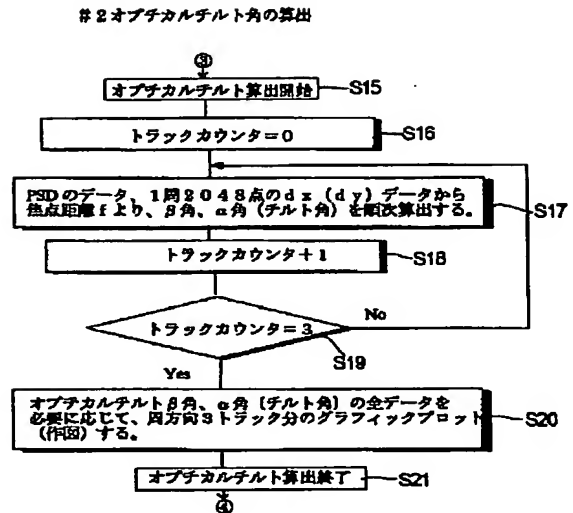 #2オプチカルチルト角の算出
③
オプチカルチルト算出開始
S15
トラックカウンタ=0
S16
PSDのデータ、1周2048点のdx(dy)データから
焦点距離fより、β角、α角(チルト角)を順次算出する。
S17
トラックカウンタ+1
S18
トラックカウンタ=3
No
S19
Yes
オプチカルチルトβ角、α角(チルト角)の全データを
必要に応じて、周方向3トラック分のグラフィックプロット
(作図)する。
S20
オプチカルチルト算出終了
S21
④